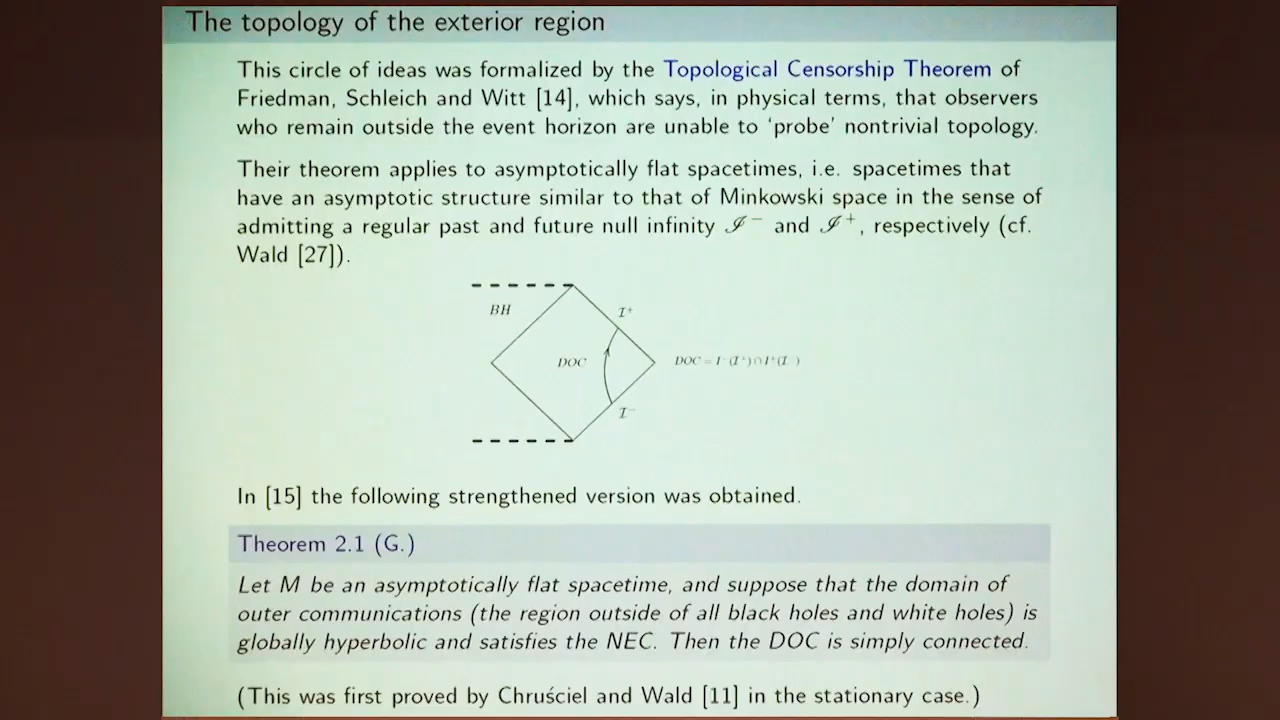 The topology of the exterior region
This circle of ideas was formalized by the Topological Censorship Theorem of
Friedman, Schleich and Witt [14], which says, in physical terms, that observers
who remain outside the event horizon are unable to ‘probe’ nontrivial topology.
Their theorem applies to asymptotically flat spacetimes, i.e. spacetimes that
have an asymptotic structure similar to that of Minkowski space in the sense of
admitting a regular past and future null infinity ℐ⁻ and ℐ⁺, respectively (cf.
Wald [27]).
BH
ℐ⁺
DOC
DOC = I⁻(ℐ⁺) ∩ I⁺(ℐ⁻)
ℐ⁻
In [15] the following strengthened version was obtained.
Theorem 2.1 (G.)
Let M be an asymptotically flat spacetime, and suppose that the domain of
outer communications (the region outside of all black holes and white holes) is
globally hyperbolic and satisfies the NEC. Then the DOC is simply connected.
(This was first proved by Chruściel and Wald [11] in the stationary case.)